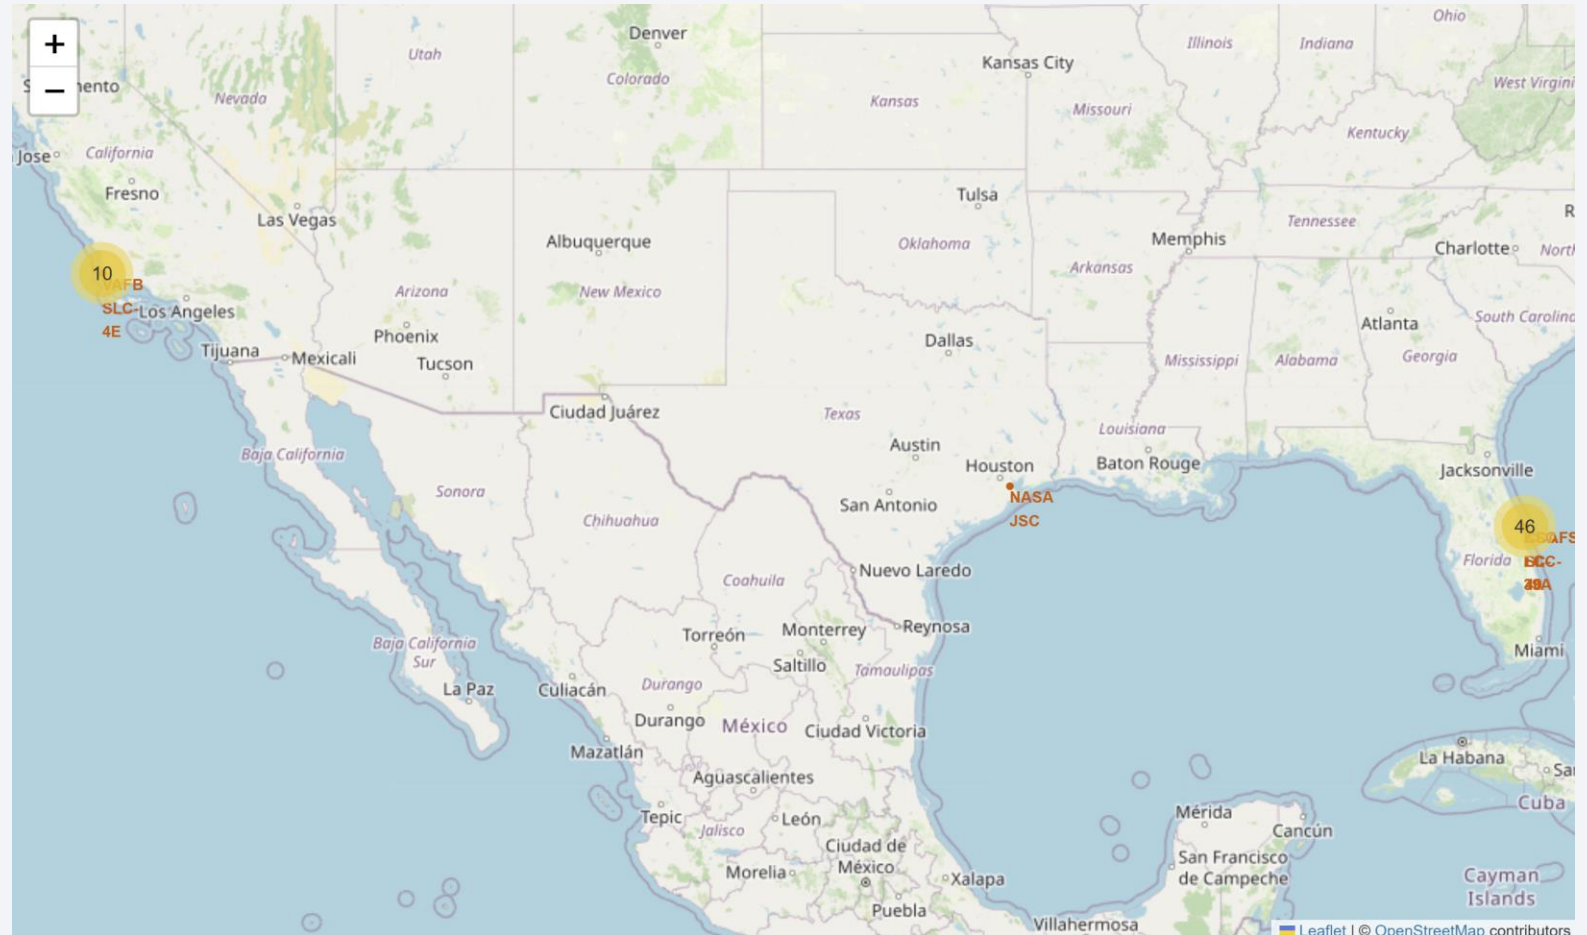 +
−
Ohio
Denver
Utah
Illinois
Indiana
Kansas City
Colorado
West Virgini
Nevada
Kansas
Missouri
Kentucky
Jose
California
Fresno
Tulsa
Las Vegas
Tennessee
R
Albuquerque
Oklahoma
Memphis
Charlotte
North
10
Arkansas
VAFB
SLC-
4E
Arizona
New Mexico
Los Angeles
Phoenix
Atlanta
South Carolina
Dallas
Tijuana
Mexicali
Tucson
Mississippi
Alabama
Georgia
Ciudad Juárez
Texas
Louisiana
Austin
Baja California
Houston
Baton Rouge
Jacksonville
Sonora
NASA
JSC
San Antonio
Chihuahua
46
Florida
Nuevo Laredo
Coahuila
Reynosa
Torreón
Monterrey
Baja California
Sur
Saltillo
Tamaulipas
Miami
La Paz
Culiacán
Durango
Durango
México
Ciudad Victoria
Mazatlán
La Habana
Aguascalientes
Cuba
Tepic
León
Jalisco
Mérida
Cancún
Ciudad de
México
San Francisco
de Campeche
Morelia
Xalapa
Cayman
Islands
Puebla
Villahermosa
Leaflet | © OpenStreetMap contributors